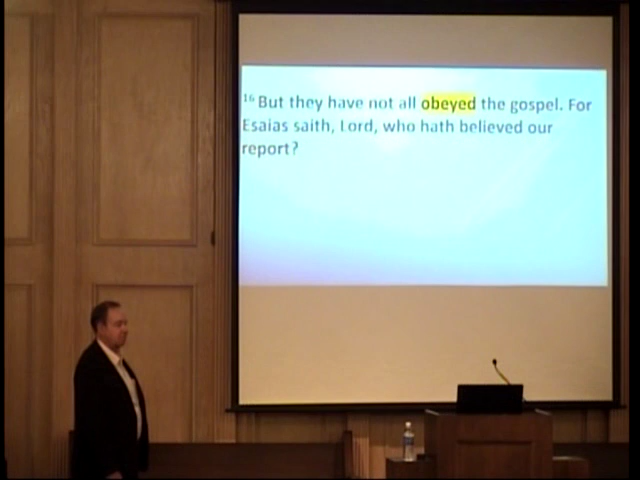 16 But they have not all obeyed the gospel. For
Esaias saith, Lord, who hath believed our
report?